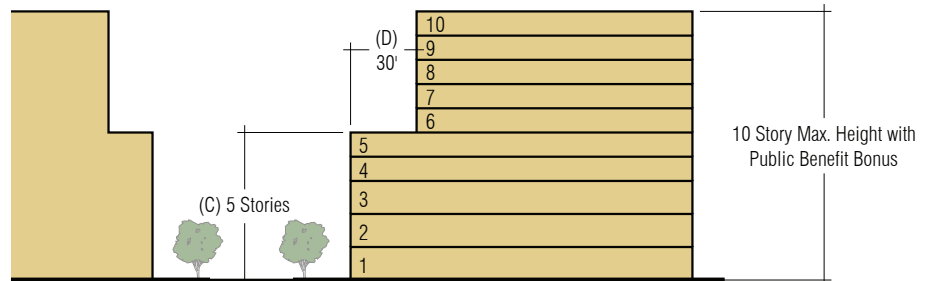 10
(D)
30'
9
8
7
6
5
4
3
2
1
(C) 5 Stories
10 Story Max. Height with
Public Benefit Bonus